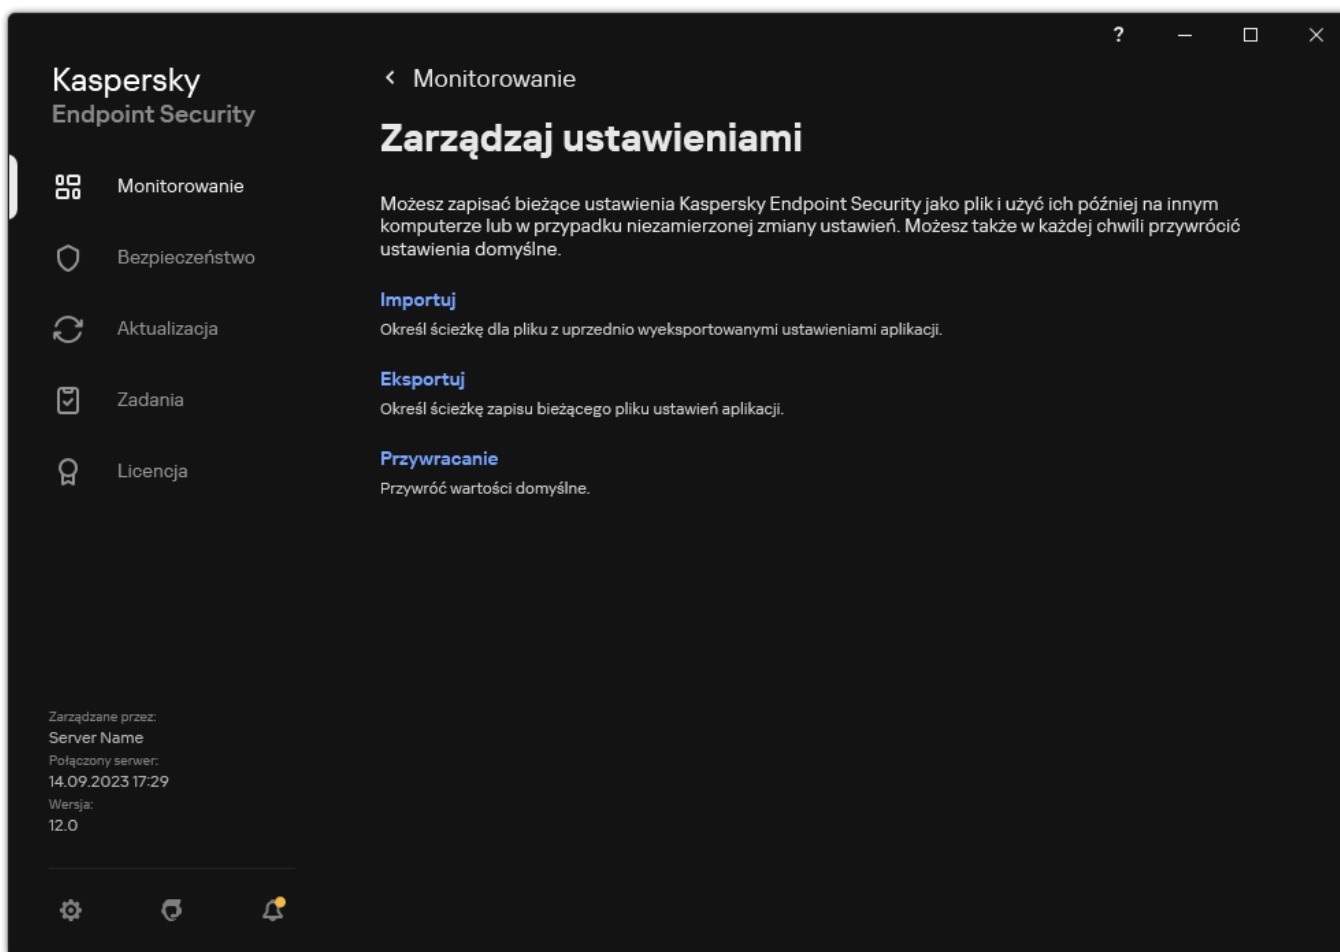 ?
Kaspersky
Endpoint Security
Monitorowanie
Bezpieczeństwo
Aktualizacja
Zadania
Licencja
Zarządzane przez:
Server Name
Połączony serwer:
14.09.2023 17:29
Wersja:
12.0
Monitorowanie
Zarządzaj ustawieniami
Możesz zapisać bieżące ustawienia Kaspersky Endpoint Security jako plik i użyć ich później na innym
komputerze lub w przypadku niezamierzonej zmiany ustawień. Możesz także w każdej chwili przywrócić
ustawienia domyślne.
Importuj
Określ ścieżkę dla pliku z uprzednio wyeksportowanymi ustawieniami aplikacji.
Eksportuj
Określ ścieżkę zapisu bieżącego pliku ustawień aplikacji.
Przywracanie
Przywróć wartości domyślne.